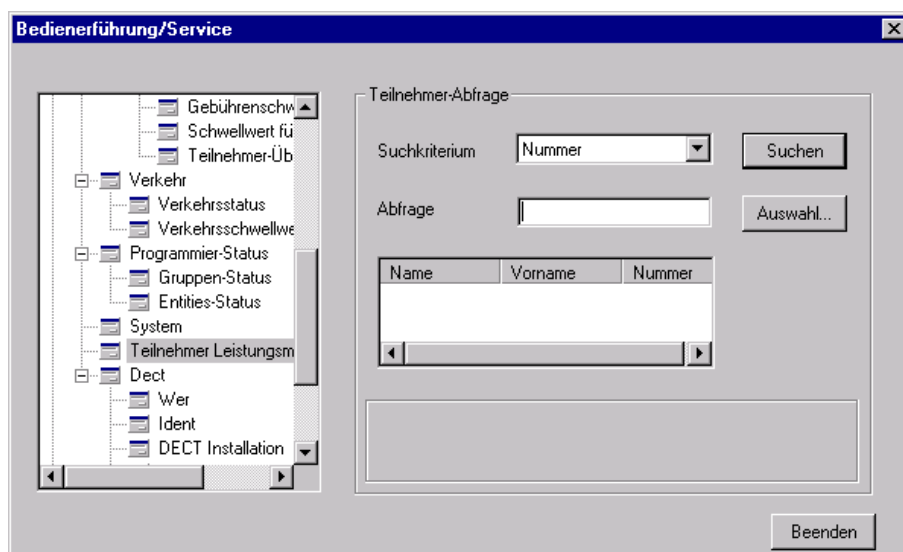 Bedienerführung/Service
Gebührenschw
Schwellwert fü
Teilnehmer-Üb
Verkehr
Verkehrsstatus
Verkehrsschwellwe
Programmier-Status
Gruppen-Status
Entities-Status
System
Teilnehmer Leistungsm
Dect
Wer
Ident
DECT Installation
Teilnehmer-Abfrage
Suchkriterium Nummer Suchen
Abfrage Auswahl...
Name Vorname Nummer
Beenden